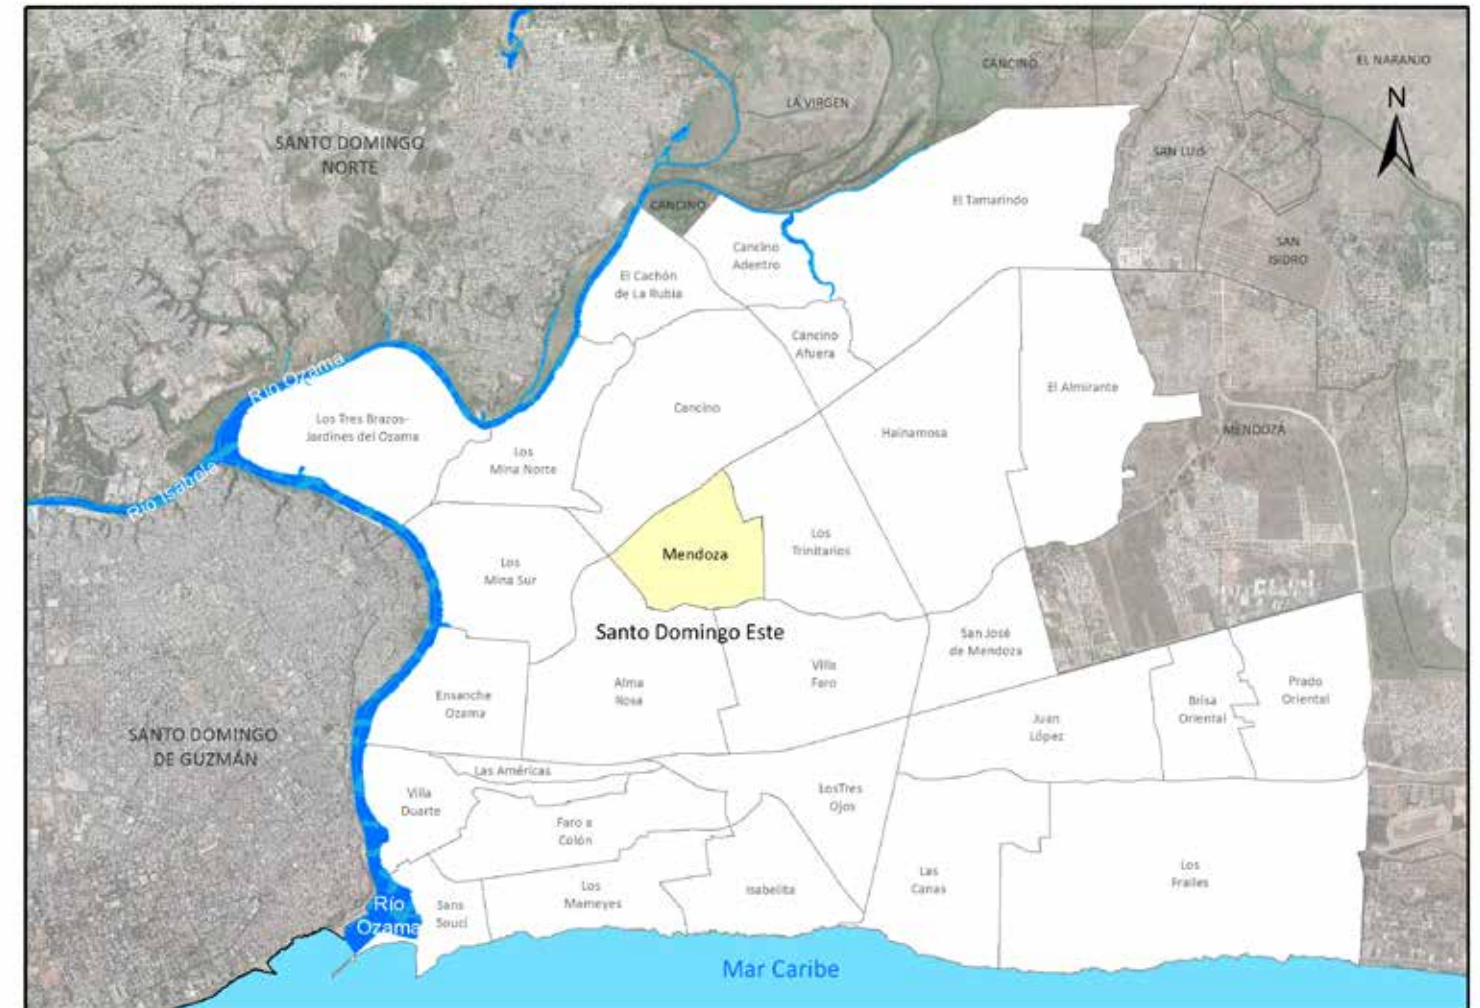 CANCINO
EL NARANJO
N
LA VIRGEN
SANTO DOMINGO
NORTE
SAN LUIS
CANCINO
El Tamarindo
SAN
ISIDRO
Cancino
Adentro
El Cachón
de La Rubia
Cancino
Afuera
Río Ozama
El Almirante
Cancino
Los Tres Brazos-
Jardines del Ozama
Hainamosa
MENDOZA
Los
Mina Norte
Río Isabela
Mendoza
Los
Trinitarios
Los
Mina Sur
Santo Domingo Este
San José
de Mendoza
Villa
Faro
Alma
Rosa
Ensanche
Ozama
Prado
Oriental
Brisa
Oriental
Juan
López
SANTO DOMINGO
DE GUZMÁN
Las Américas
Villa
Duarte
LosTres
Ojos
Faro a
Colón
Los
Frailes
Las
Canas
Los
Mameyes
Isabelita
Sans
Soucí
Río
Ozama
Mar Caribe